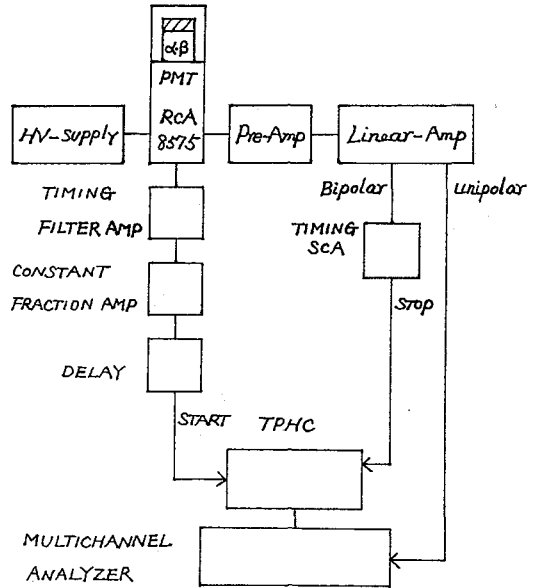 α-β
PMT
RCA
8575
HV-Supply
Pre-Amp
Linear-Amp
Bipolar
Unipolar
TIMING
FILTER AMP
TIMING
SCA
CONSTANT
FRACTION AMP
STOP
DELAY
START
TPHC
MULTICHANNEL
ANALYZER